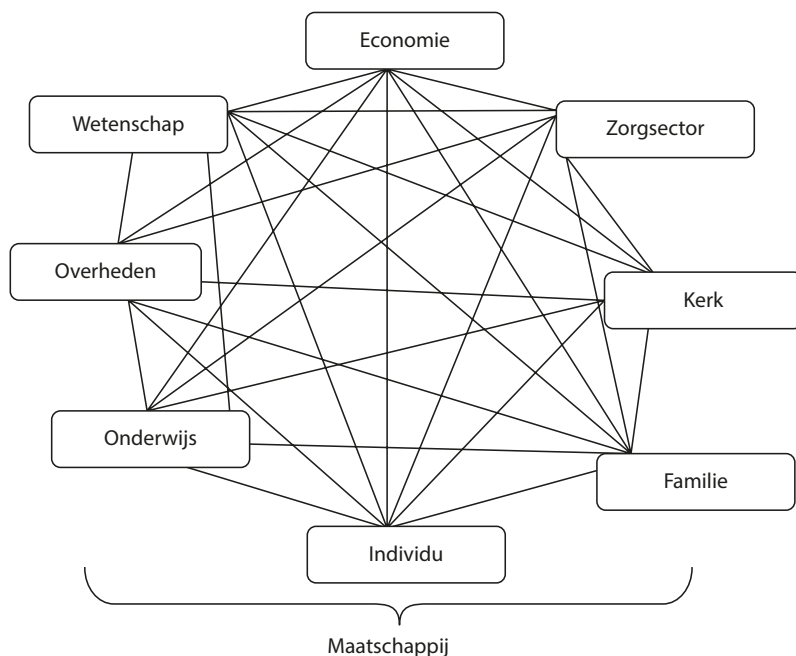 Economie
Wetenschap
Zorgsector
Overheden
Kerk
Onderwijs
Familie
Individu
Maatschappij